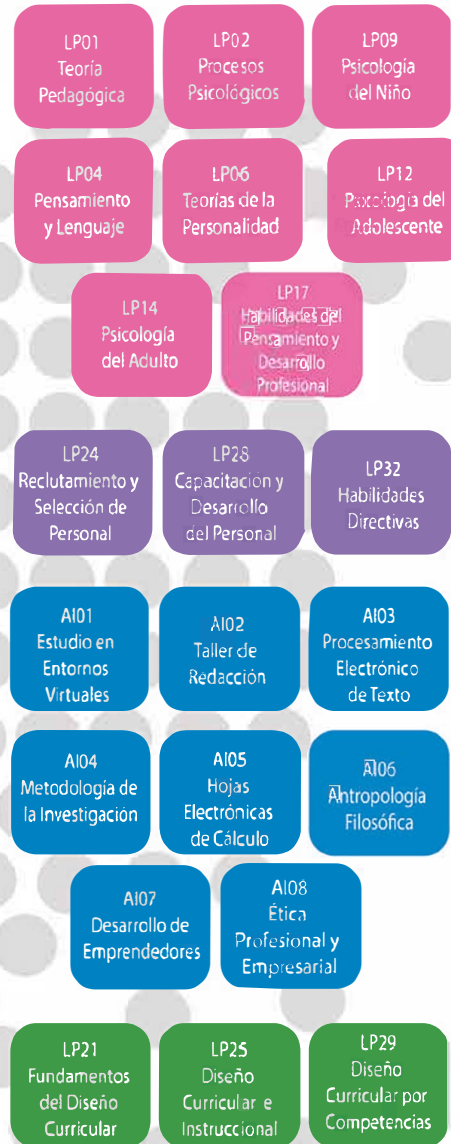 LP01
Teoría
Pedagógica
LP02
Procesos
Psicológicos
LP09
Psicología
del Niño
LP04
Pensamiento
y Lenguaje
LP06
Teorías de la
Personalidad
LP12
Psicología del
Adolescente
LP14
Psicología
del Adulto
LP17
Habilidades del
Pensamiento y
Desarrollo
Profesional
LP24
Reclutamiento y
Selección de
Personal
LP28
Capacitación y
Desarrollo
del Personal
LP32
Habilidades
Directivas
AI01
Estudio en
Entornos
Virtuales
AI02
Taller de
Redacción
AI03
Procesamiento
Electrónico
de Texto
AI04
Metodología de
la Investigación
AI05
Hojas
Electrónicas
de Cálculo
AI06
Antropología
Filosófica
AI07
Desarrollo de
Emprendedores
AI08
Ética
Profesional y
Empresarial
LP21
Fundamentos
del Diseño
Curricular
LP25
Diseño
Curricular e
Instruccional
LP29
Diseño
Curricular por
Competencias